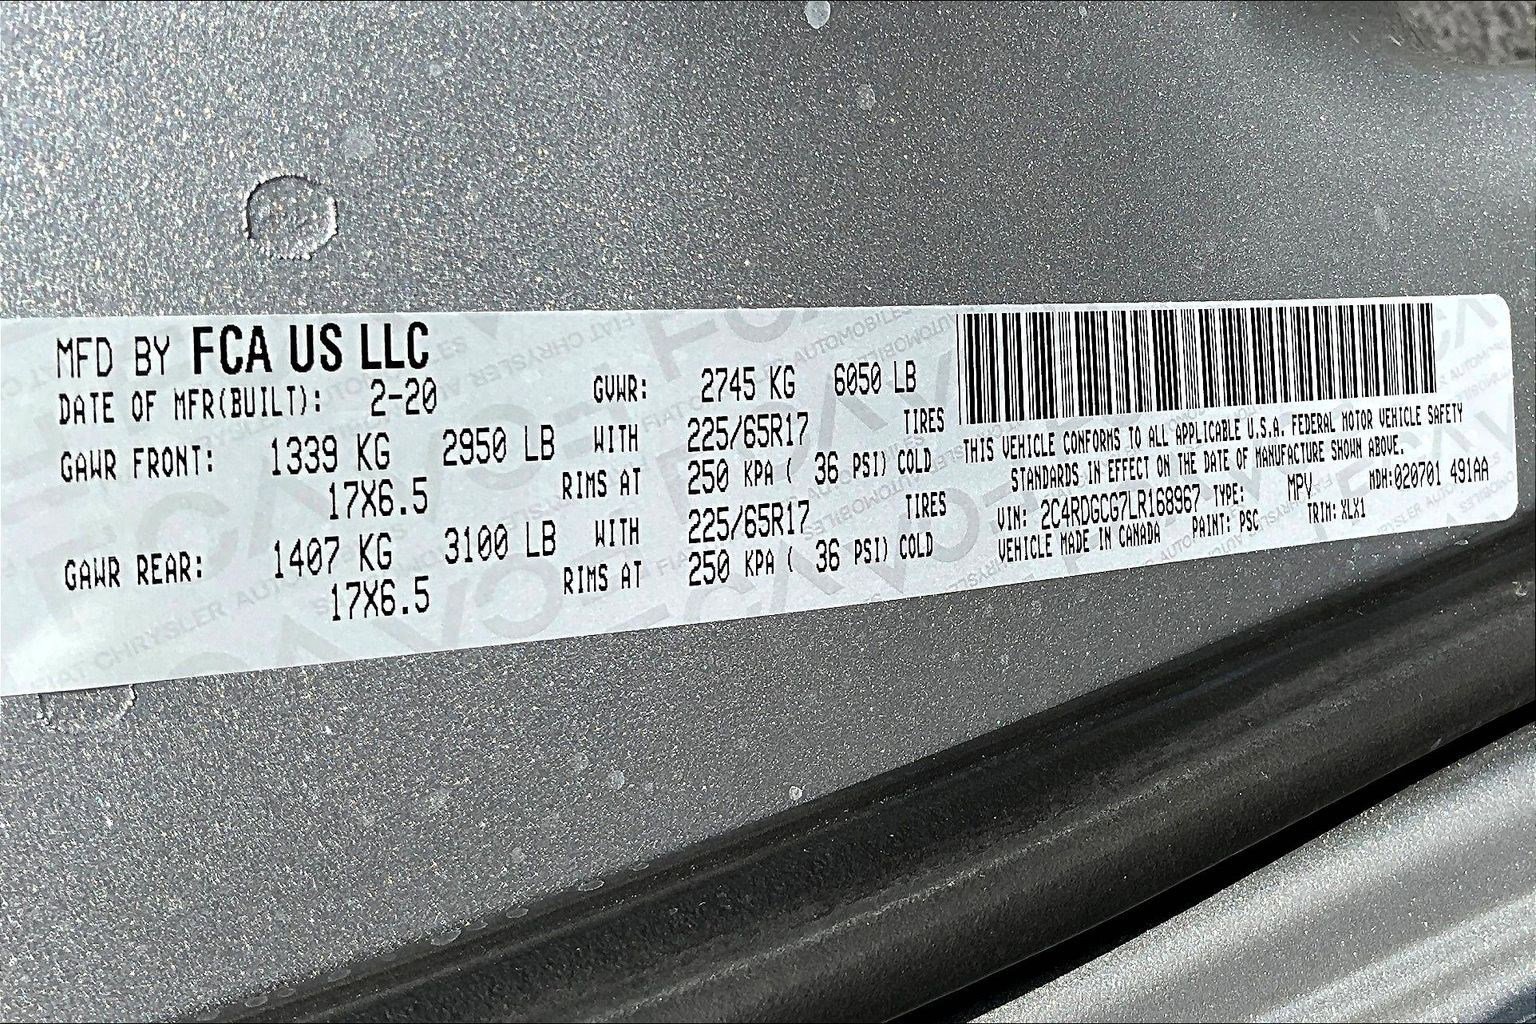 MFD BY FCA US LLC
DATE OF MFR(BUILT): 2-20 GVWR: 2745 KG 6050 LB
GAWR FRONT: 1339 KG 2950 LB WITH 225/65R17 TIRES
17X6.5 RIMS AT 250 KPA ( 36 PSI) COLD
GAWR REAR: 1407 KG 3100 LB WITH 225/65R17 TIRES
17X6.5 RIMS AT 250 KPA ( 36 PSI) COLD
THIS VEHICLE CONFORMS TO ALL APPLICABLE U.S.A. FEDERAL MOTOR VEHICLE SAFETY
STANDARDS IN EFFECT ON THE DATE OF MANUFACTURE SHOWN ABOVE.
VIN: 2C4RDGCG7LR168967 TYPE: MPV MDH:020701 491AA
VEHICLE MADE IN CANADA PAINT: PSC TRIM: XLX1